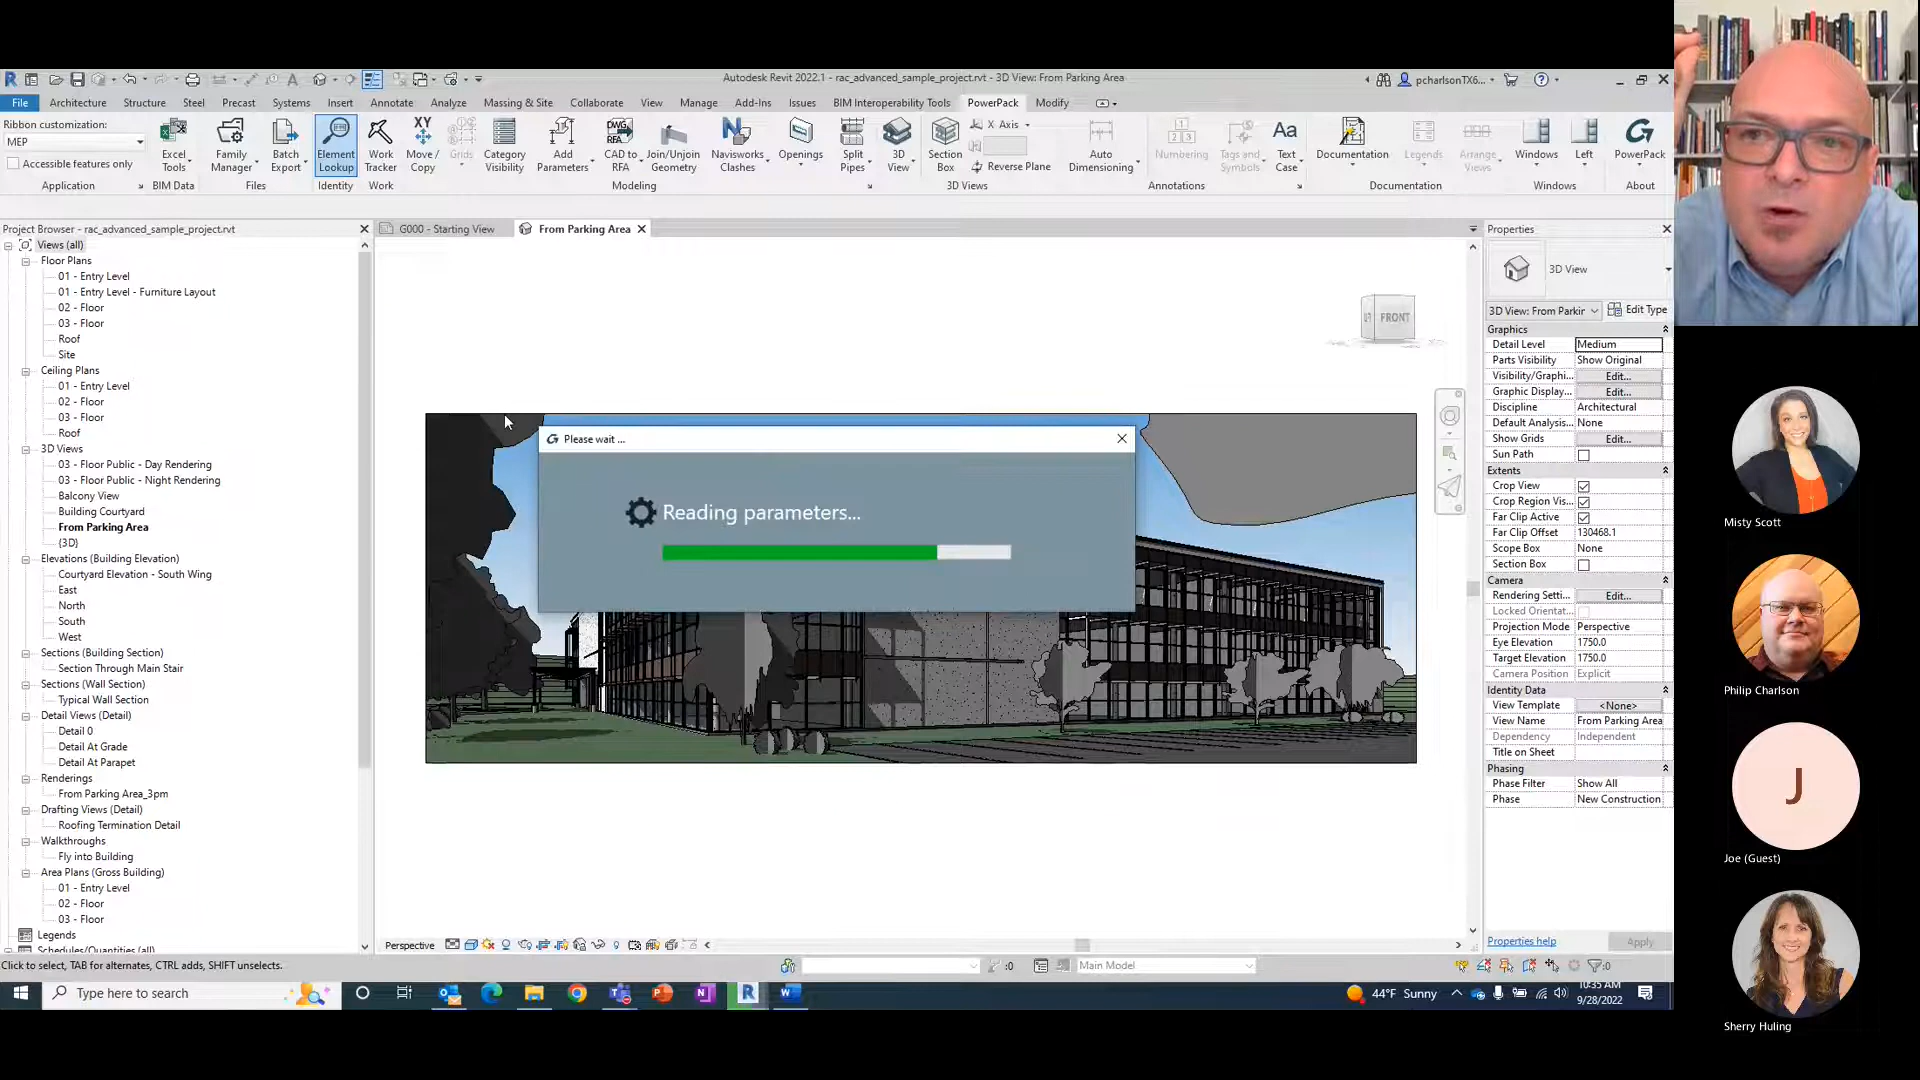 Autodesk Revit 2022.1 - rac_advanced_sample_project.rvt - 3D View: From Parking Area
pcharlsonTX6...
File Architecture Structure Steel Precast Systems Insert Annotate Analyze Massing & Site Collaborate View Manage Add-Ins Issues BIM Interoperability Tools PowerPack Modify
Ribbon customization:
MEP
Accessible features only
Application
Excel Tools
BIM Data
Family Manager
Batch Export
Files
Element Lookup
Identity
Work Tracker
Work
Move / Copy
Grids
Category Visibility
Add Parameters
CAD to RFA
Join/Unjoin Geometry
Navisworks Clashes
Openings
Split Pipes
Modeling
3D View
Section Box
X Axis
Reverse Plane
3D Views
Auto Dimensioning
Numbering
Tags and Symbols
Text Case
Annotations
Documentation
Legends
Arrange Views
Documentation
Windows
Left
Windows
PowerPack
About
Project Browser - rac_advanced_sample_project.rvt
Views (all)
Floor Plans
01 - Entry Level
01 - Entry Level - Furniture Layout
02 - Floor
03 - Floor
Roof
Site
Ceiling Plans
01 - Entry Level
02 - Floor
03 - Floor
Roof
3D Views
03 - Floor Public - Day Rendering
03 - Floor Public - Night Rendering
Balcony View
Building Courtyard
From Parking Area
{3D}
Elevations (Building Elevation)
Courtyard Elevation - South Wing
East
North
South
West
Sections (Building Section)
Section Through Main Stair
Sections (Wall Section)
Typical Wall Section
Detail Views (Detail)
Detail 0
Detail At Grade
Detail At Parapet
Renderings
From Parking Area_3pm
Drafting Views (Detail)
Roofing Termination Detail
Walkthroughs
Fly into Building
Area Plans (Gross Building)
01 - Entry Level
02 - Floor
03 - Floor
Legends
Schedules/Quantities (all)
G000 - Starting View
From Parking Area
FRONT
Please wait ...
Reading parameters...
Perspective
Properties
3D View
3D View: From Parkir
Edit Type
Graphics
Detail Level Medium
Parts Visibility Show Original
Visibility/Graphi... Edit...
Graphic Display... Edit...
Discipline Architectural
Default Analysis... None
Show Grids Edit...
Sun Path
Extents
Crop View
Crop Region Vis...
Far Clip Active
Far Clip Offset 130468.1
Scope Box None
Section Box
Camera
Rendering Setti... Edit...
Locked Orientat...
Projection Mode Perspective
Eye Elevation 1750.0
Target Elevation 1750.0
Camera Position Explicit
Identity Data
View Template <None>
View Name From Parking Area
Dependency Independent
Title on Sheet
Phasing
Phase Filter Show All
Phase New Construction
Properties help
Apply
Click to select, TAB for alternates, CTRL adds, SHIFT unselects.
:0
Main Model
:0
Type here to search
44°F Sunny
10:35 AM
9/28/2022
Misty Scott
Philip Charlson
J
Joe (Guest)
Sherry Huling